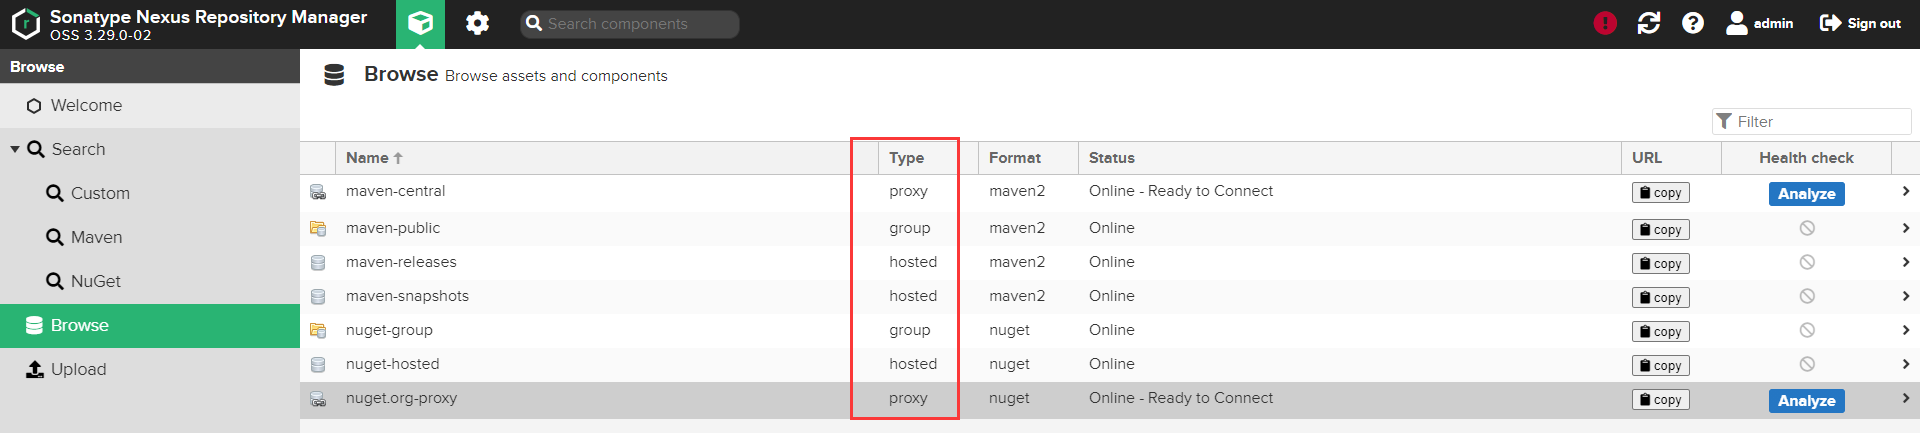 Sonatype Nexus Repository Manager
OSS 3.29.0-02
Search components
admin
Sign out
Browse
Welcome
Search
Custom
Maven
NuGet
Browse
Upload
Browse Browse assets and components
Filter
Name Type Format Status URL Health check
maven-central proxy maven2 Online - Ready to Connect copy Analyze
maven-public group maven2 Online copy
maven-releases hosted maven2 Online copy
maven-snapshots hosted maven2 Online copy
nuget-group group nuget Online copy
nuget-hosted hosted nuget Online copy
nuget.org-proxy proxy nuget Online - Ready to Connect copy Analyze